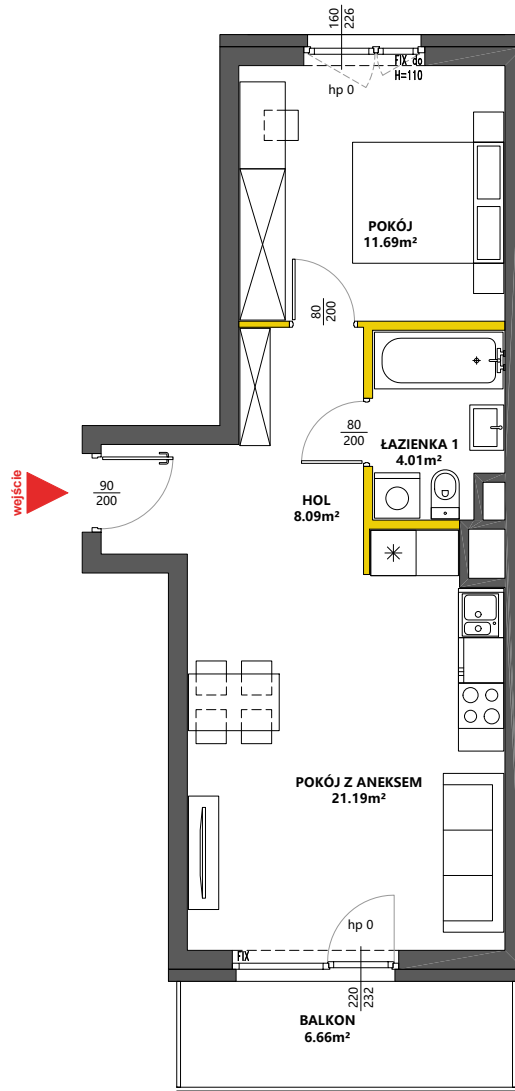 160
226
FIX do
H=110
hp 0
POKÓJ
11.69m²
80
200
80
200
ŁAZIENKA 1
4.01m²
wejście
90
200
HOL
8.09m²
POKÓJ Z ANEKSEM
21.19m²
hp 0
FIX
220
232
BALKON
6.66m²